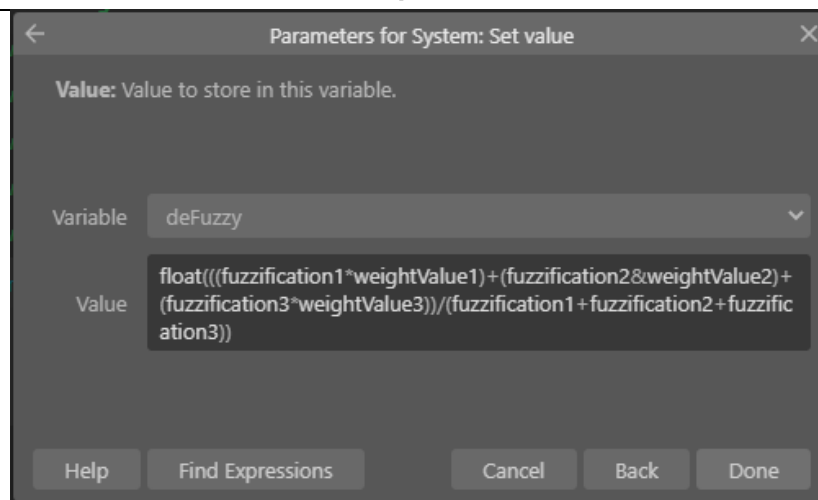 Parameters for System: Set value
Value: Value to store in this variable.
Variable
deFuzzy
Value
float(((fuzzification1*weightValue1)+(fuzzification2&weightValue2)+
(fuzzification3*weightValue3))/(fuzzification1+fuzzification2+fuzzific
ation3))
Help Find Expressions Cancel Back Done